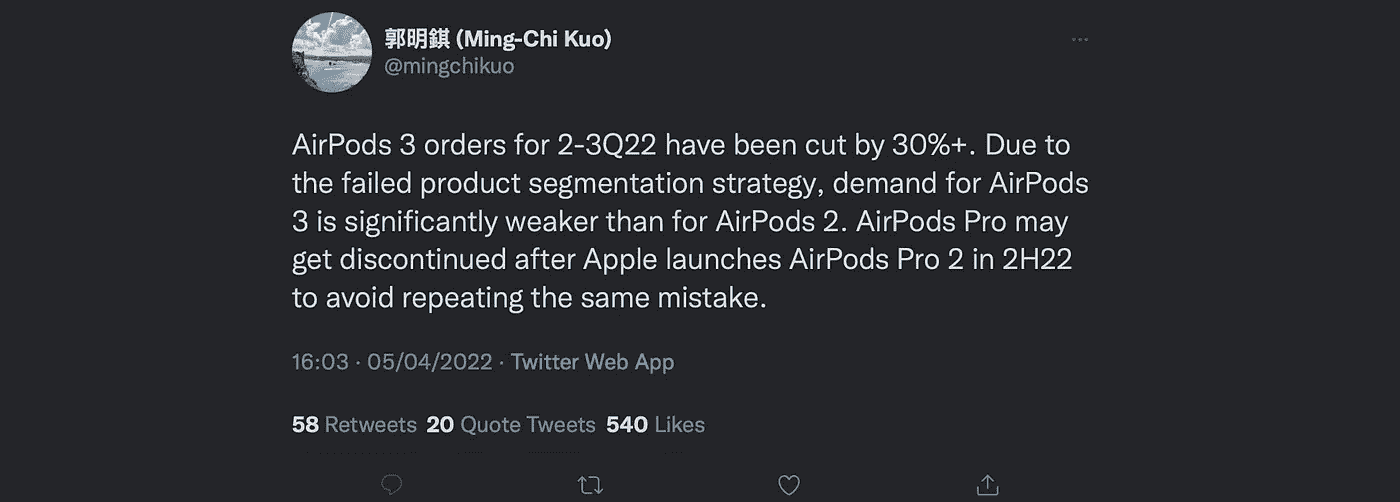 郭明錤 (Ming-Chi Kuo)
@mingchikuo
AirPods 3 orders for 2-3Q22 have been cut by 30%+. Due to
the failed product segmentation strategy, demand for AirPods
3 is significantly weaker than for AirPods 2. AirPods Pro may
get discontinued after Apple launches AirPods Pro 2 in 2H22
to avoid repeating the same mistake.
16:03 · 05/04/2022 · Twitter Web App
58 Retweets 20 Quote Tweets 540 Likes